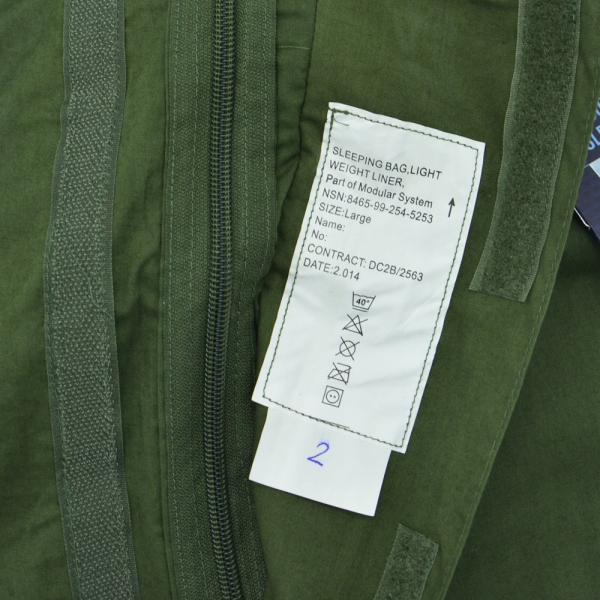 SLEEPING BAG,LIGHT
WEIGHT LINER,
Part of Modular System
NSN:8465-99-254-5253
SIZE:Large
Name:
No:
CONTRACT: DC2B/2563
DATE:2.014
40°
2